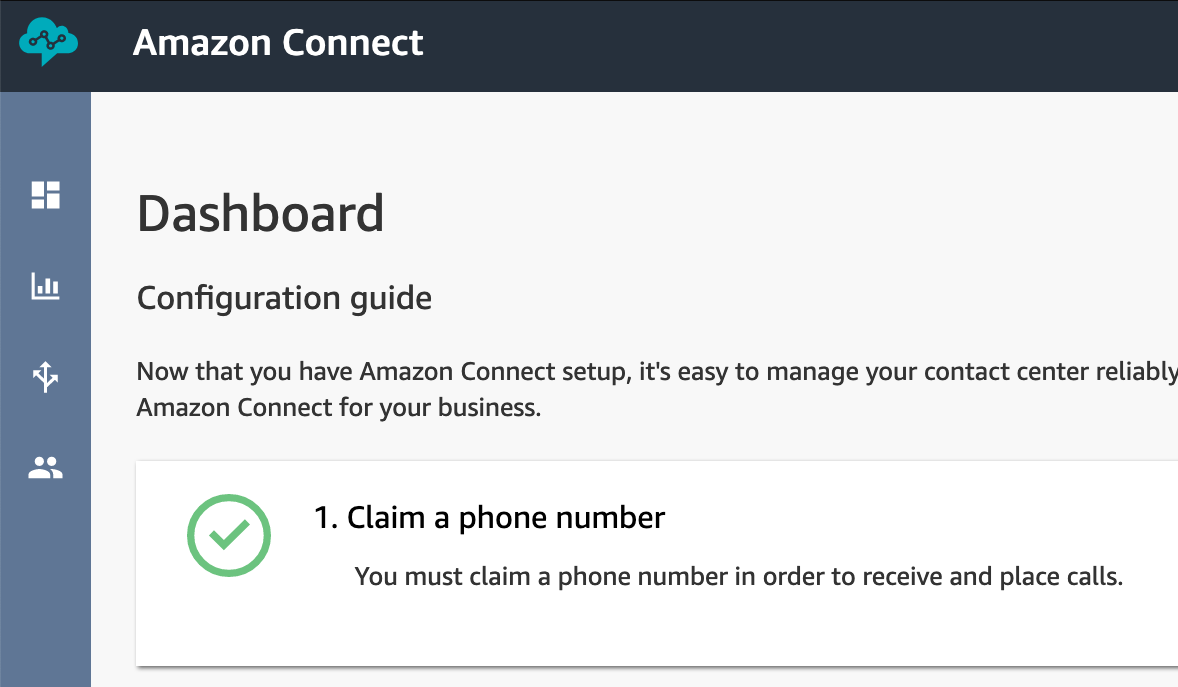 Amazon Connect
Dashboard
Configuration guide
Now that you have Amazon Connect setup, it's easy to manage your contact center reliably
Amazon Connect for your business.
1. Claim a phone number
You must claim a phone number in order to receive and place calls.